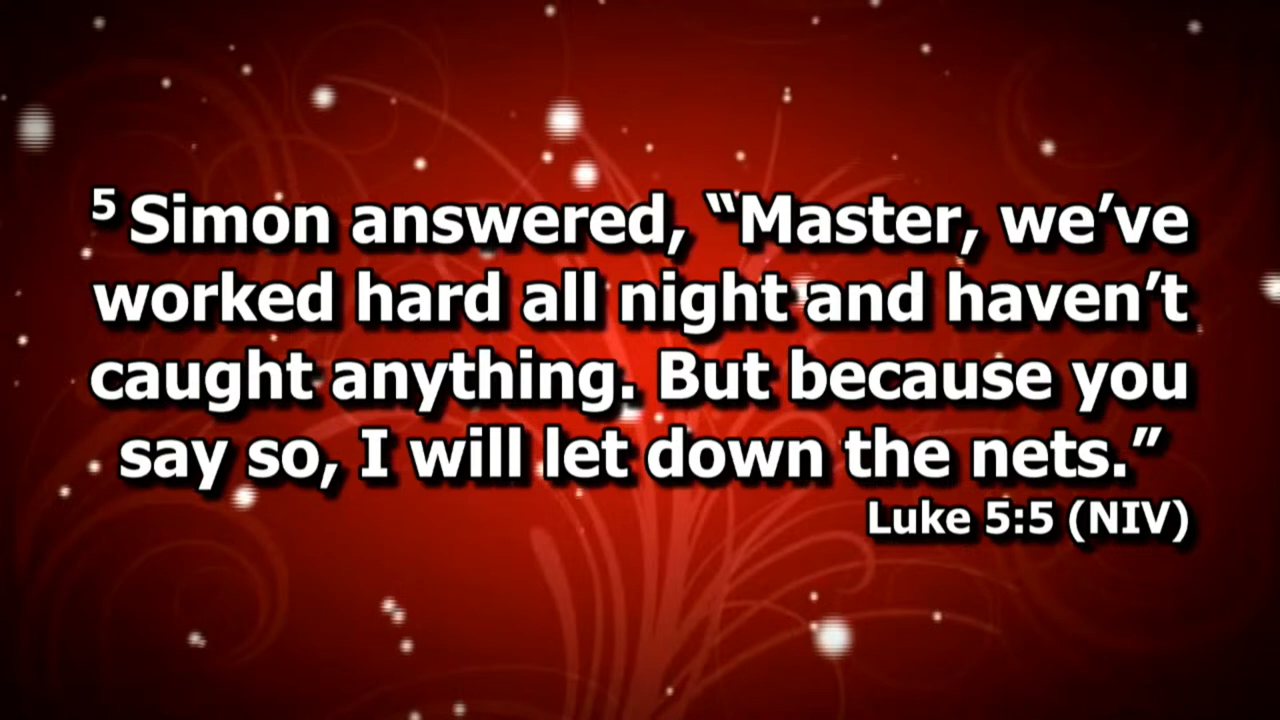 5 Simon answered, “Master, we’ve
worked hard all night and haven’t
caught anything. But because you
say so, I will let down the nets.”
Luke 5:5 (NIV)